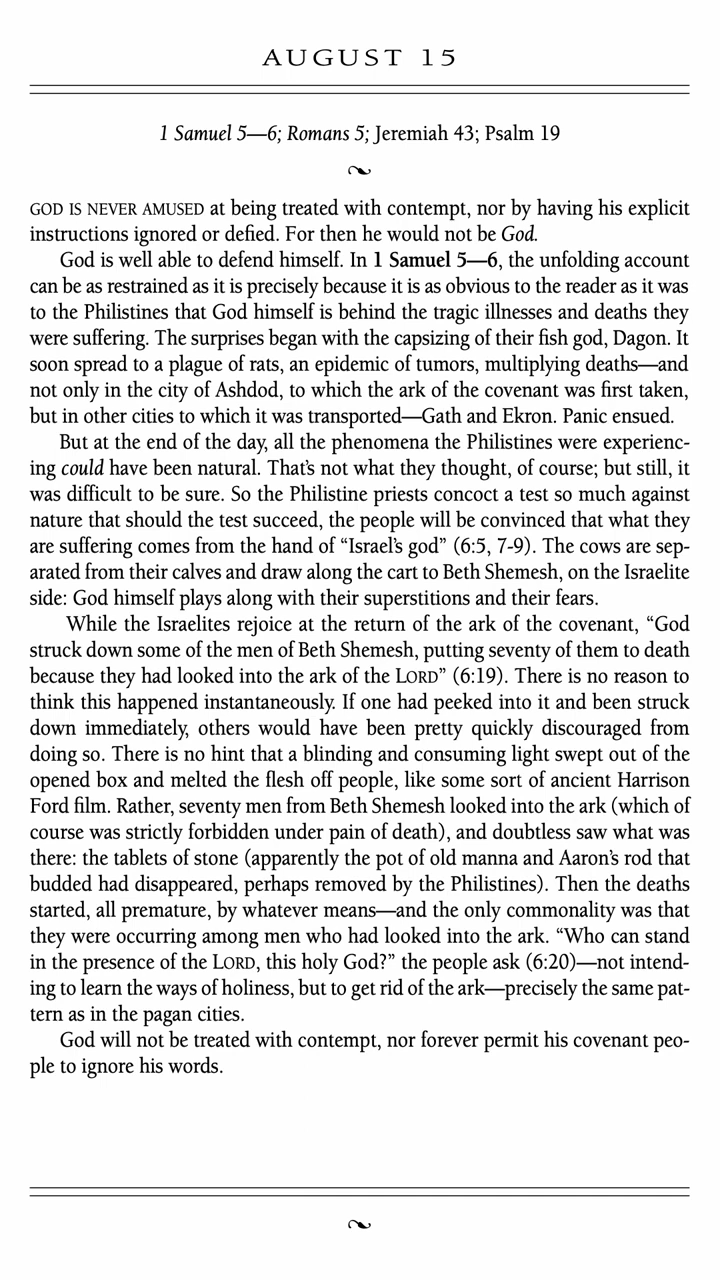 AUGUST 15
1 Samuel 5—6; Romans 5; Jeremiah 43; Psalm 19
GOD IS NEVER AMUSED at being treated with contempt, nor by having his explicit
instructions ignored or defied. For then he would not be God.
God is well able to defend himself. In 1 Samuel 5—6, the unfolding account
can be as restrained as it is precisely because it is as obvious to the reader as it was
to the Philistines that God himself is behind the tragic illnesses and deaths they
were suffering. The surprises began with the capsizing of their fish god, Dagon. It
soon spread to a plague of rats, an epidemic of tumors, multiplying deaths—and
not only in the city of Ashdod, to which the ark of the covenant was first taken,
but in other cities to which it was transported—Gath and Ekron. Panic ensued.
But at the end of the day, all the phenomena the Philistines were experienc-
ing could have been natural. That's not what they thought, of course; but still, it
was difficult to be sure. So the Philistine priests concoct a test so much against
nature that should the test succeed, the people will be convinced that what they
are suffering comes from the hand of “Israel's god” (6:5, 7-9). The cows are sep-
arated from their calves and draw along the cart to Beth Shemesh, on the Israelite
side: God himself plays along with their superstitions and their fears.
While the Israelites rejoice at the return of the ark of the covenant, “God
struck down some of the men of Beth Shemesh, putting seventy of them to death
because they had looked into the ark of the LORD” (6:19). There is no reason to
think this happened instantaneously. If one had peeked into it and been struck
down immediately, others would have been pretty quickly discouraged from
doing so. There is no hint that a blinding and consuming light swept out of the
opened box and melted the flesh off people, like some sort of ancient Harrison
Ford film. Rather, seventy men from Beth Shemesh looked into the ark (which of
course was strictly forbidden under pain of death), and doubtless saw what was
there: the tablets of stone (apparently the pot of old manna and Aaron's rod that
budded had disappeared, perhaps removed by the Philistines). Then the deaths
started, all premature, by whatever means—and the only commonality was that
they were occurring among men who had looked into the ark. “Who can stand
in the presence of the LORD, this holy God?” the people ask (6:20)—not intend-
ing to learn the ways of holiness, but to get rid of the ark—precisely the same pat-
tern as in the pagan cities.
God will not be treated with contempt, nor forever permit his covenant peo-
ple to ignore his words.